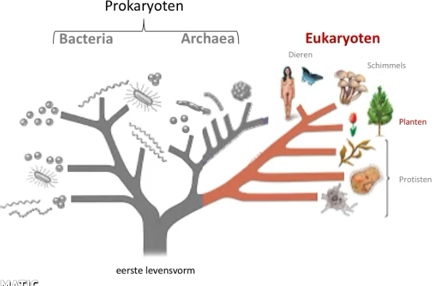 Prokaryoten
Bacteria
Archaea
Eukaryoten
Dieren
Schimmels
Planten
Protisten
eerste levensvorm